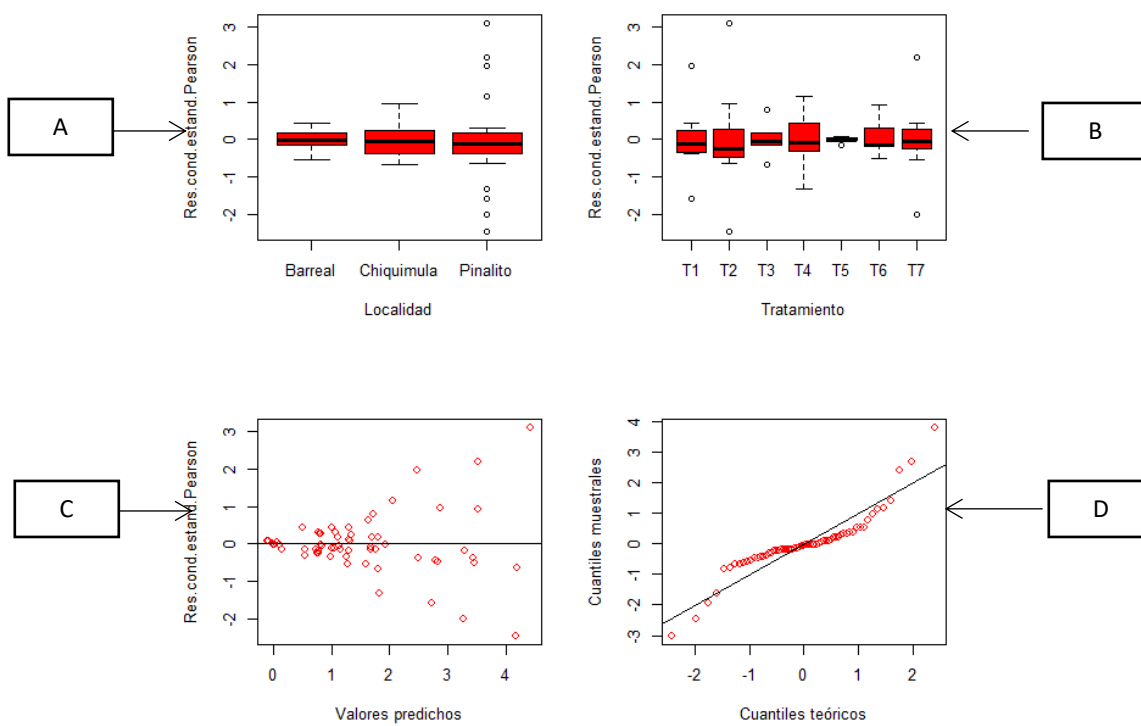 A
Res.cond.estand.Pearson
3
2
1
0
-1
-2
Barreal Chiquimula Pinalito
Localidad
Res.cond.estand.Pearson
3
2
1
0
-1
-2
T1 T2 T3 T4 T5 T6 T7
Tratamiento
B
C
Res.cond.estand.Pearson
3
2
1
0
-1
-2
0 1 2 3 4
Valores predichos
Cuantiles muestrales
4
3
2
1
0
-1
-2
-3
-2 -1 0 1 2
Cuantiles teóricos
D